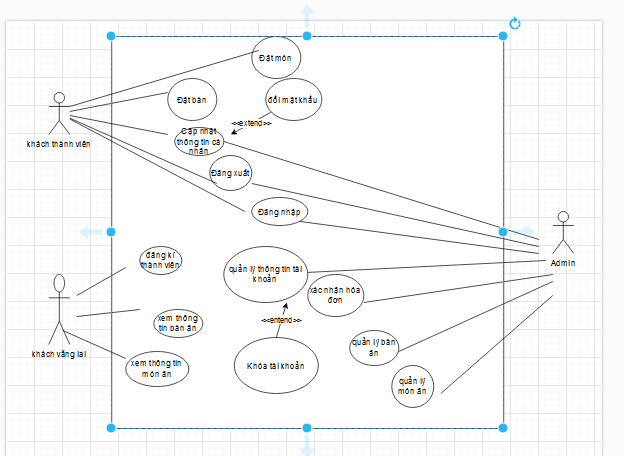 Đặt món
Đặt bàn
đổi mật khẩu
<<extend>>
Cập nhật
thông tin cá
nhân
khách thành viên
Đăng xuất
Đăng nhập
Admin
đăng kí
thành viên
quản lý thông tin tài
khoản
xác nhận hóa
đơn
xem thông
tin bàn ăn
<<entend>>
quản lý bàn
ăn
khách vãng lai
xem thông tin
món ăn
Khóa tài khoản
quản lý
món ăn